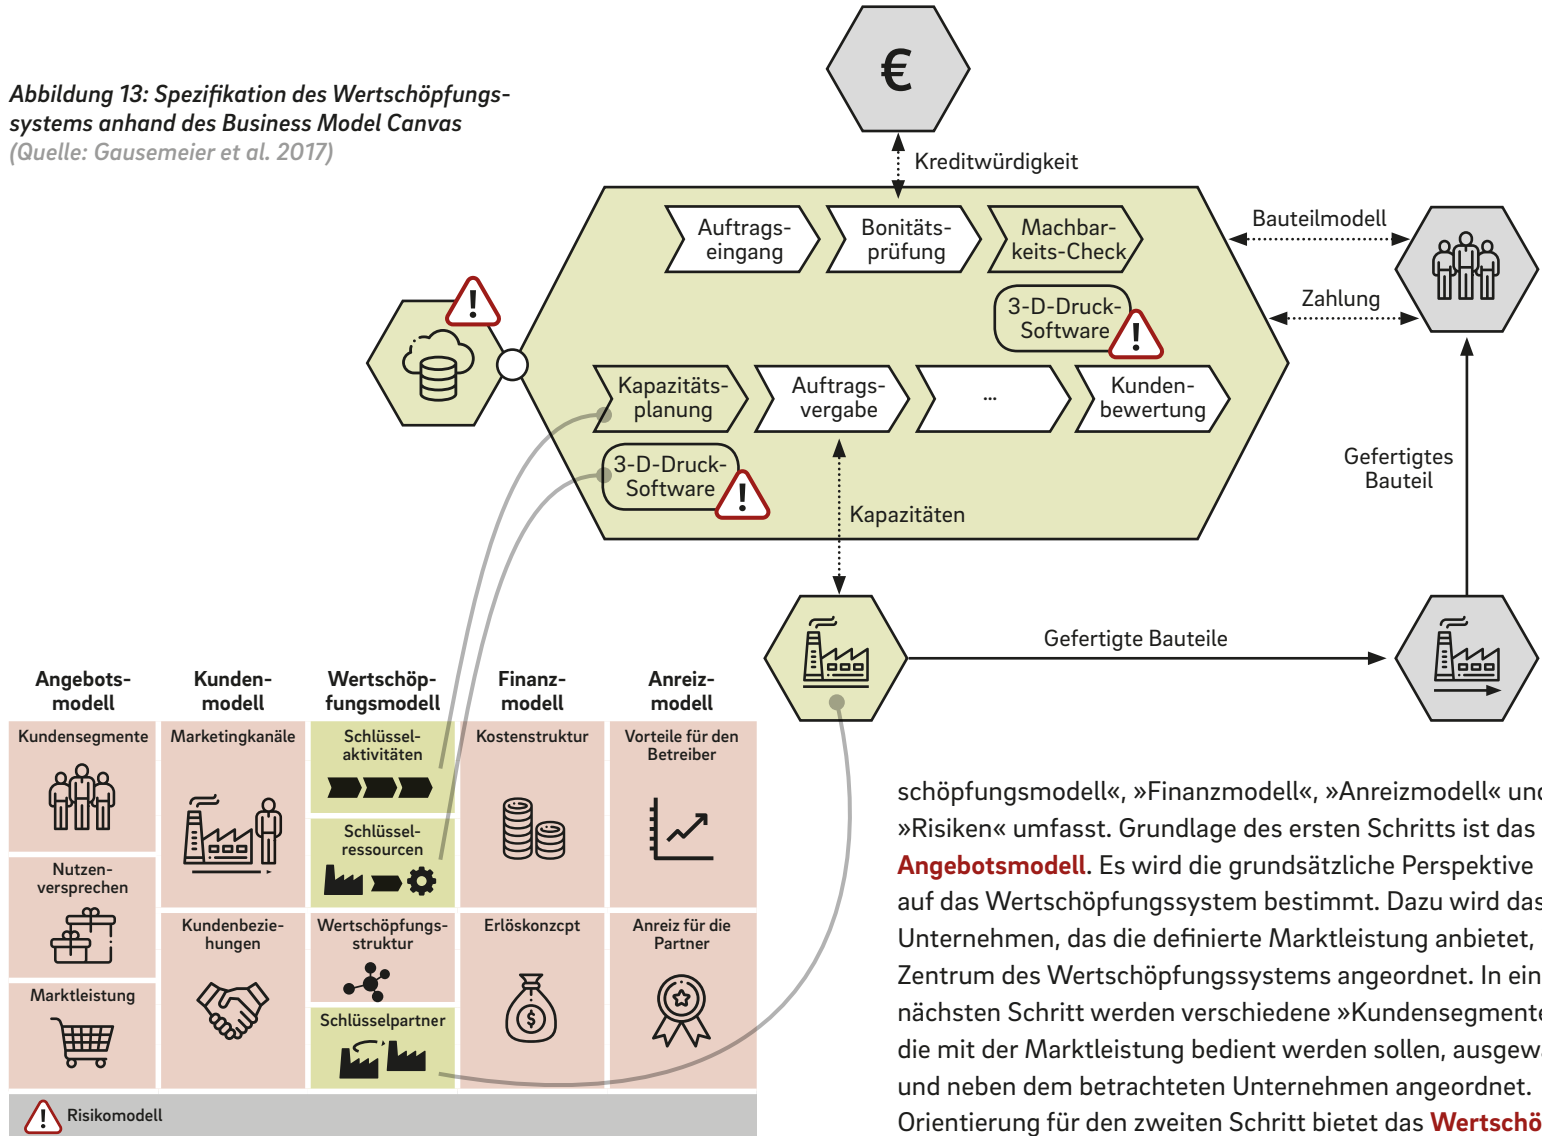 Abbildung 13: Spezifikation des Wertschöpfungs-
systems anhand des Business Model Canvas
(Quelle: Gausemeier et al. 2017)
€
Kreditwürdigkeit
Auftrags-
eingang
Bonitäts-
prüfung
Machbar-
keits-Check
3-D-Druck-
Software
!
!
Bauteilmodell
Zahlung
Kapazitäts-
planung
Auftrags-
vergabe
...
Kunden-
bewertung
3-D-Druck-
Software
!
Kapazitäten
Gefertigtes
Bauteil
Gefertigte Bauteile
Angebots-
modell
Kunden-
modell
Wertschöp-
fungsmodell
Finanz-
modell
Anreiz-
modell
Kundensegmente
Nutzen-
versprechen
Marktleistung
Marketingkanäle
Kundenbezie-
hungen
Schlüssel-
aktivitäten
Schlüssel-
ressourcen
Wertschöpfungs-
struktur
Schlüsselpartner
Kostenstruktur
Erlöskonzcpt
$
Vorteile für den
Betreiber
Anreiz für die
Partner
! Risikomodell
schöpfungsmodell«, »Finanzmodell«, »Anreizmodell« und
»Risiken« umfasst. Grundlage des ersten Schritts ist das
Angebotsmodell. Es wird die grundsätzliche Perspektive
auf das Wertschöpfungssystem bestimmt. Dazu wird das
Unternehmen, das die definierte Marktleistung anbietet,
Zentrum des Wertschöpfungssystems angeordnet. In ein
nächsten Schritt werden verschiedene »Kundensegmente
die mit der Marktleistung bedient werden sollen, ausgewä
und neben dem betrachteten Unternehmen angeordnet.
Orientierung für den zweiten Schritt bietet das Wertschö